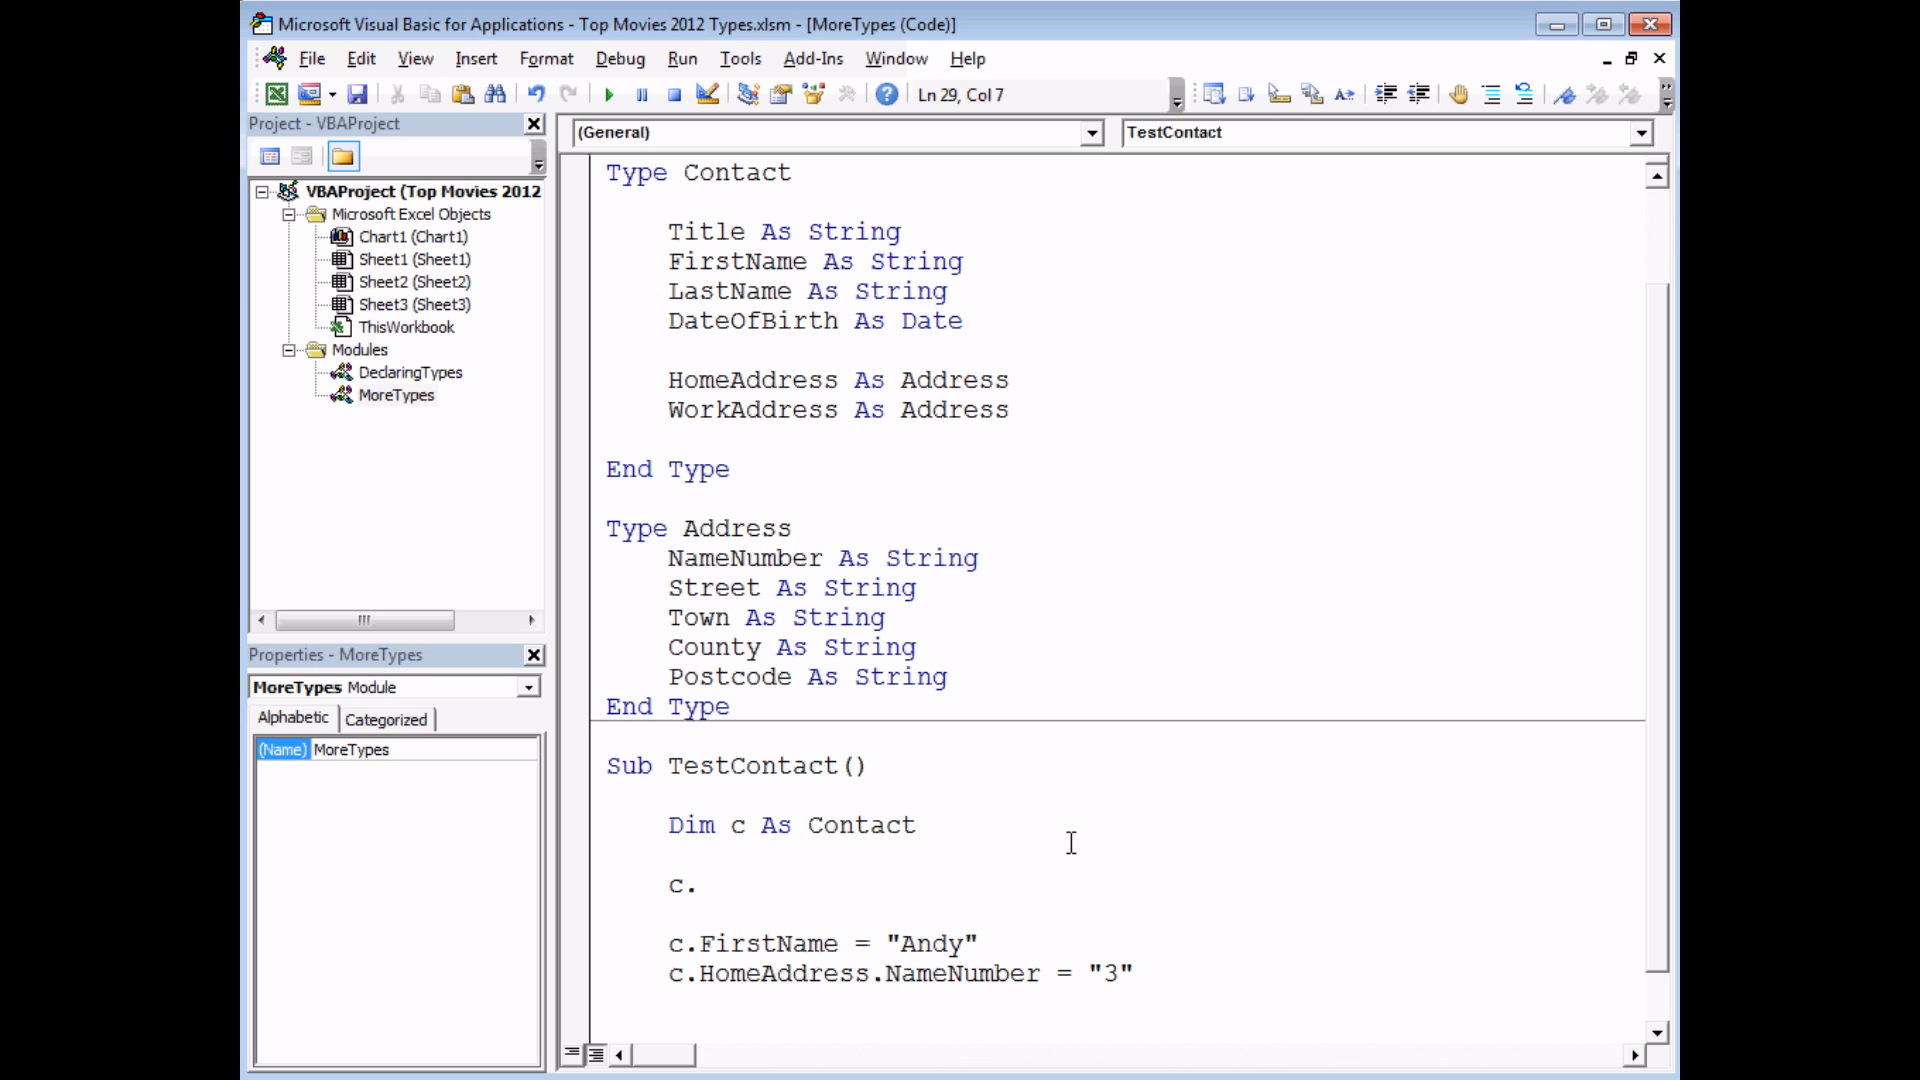 Microsoft Visual Basic for Applications - Top Movies 2012 Types.xlsm - [MoreTypes (Code)]
File Edit View Insert Format Debug Run Tools Add-Ins Window Help
Ln 29, Col 7
Project - VBAProject
VBAProject (Top Movies 2012
Microsoft Excel Objects
Chart1 (Chart1)
Sheet1 (Sheet1)
Sheet2 (Sheet2)
Sheet3 (Sheet3)
ThisWorkbook
Modules
DeclaringTypes
MoreTypes
Properties - MoreTypes
MoreTypes Module
Alphabetic Categorized
(Name) MoreTypes
(General) TestContact
Type Contact
Title As String
FirstName As String
LastName As String
DateOfBirth As Date
HomeAddress As Address
WorkAddress As Address
End Type
Type Address
NameNumber As String
Street As String
Town As String
County As String
Postcode As String
End Type
Sub TestContact()
Dim c As Contact
c.
c.FirstName = "Andy"
c.HomeAddress.NameNumber = "3"